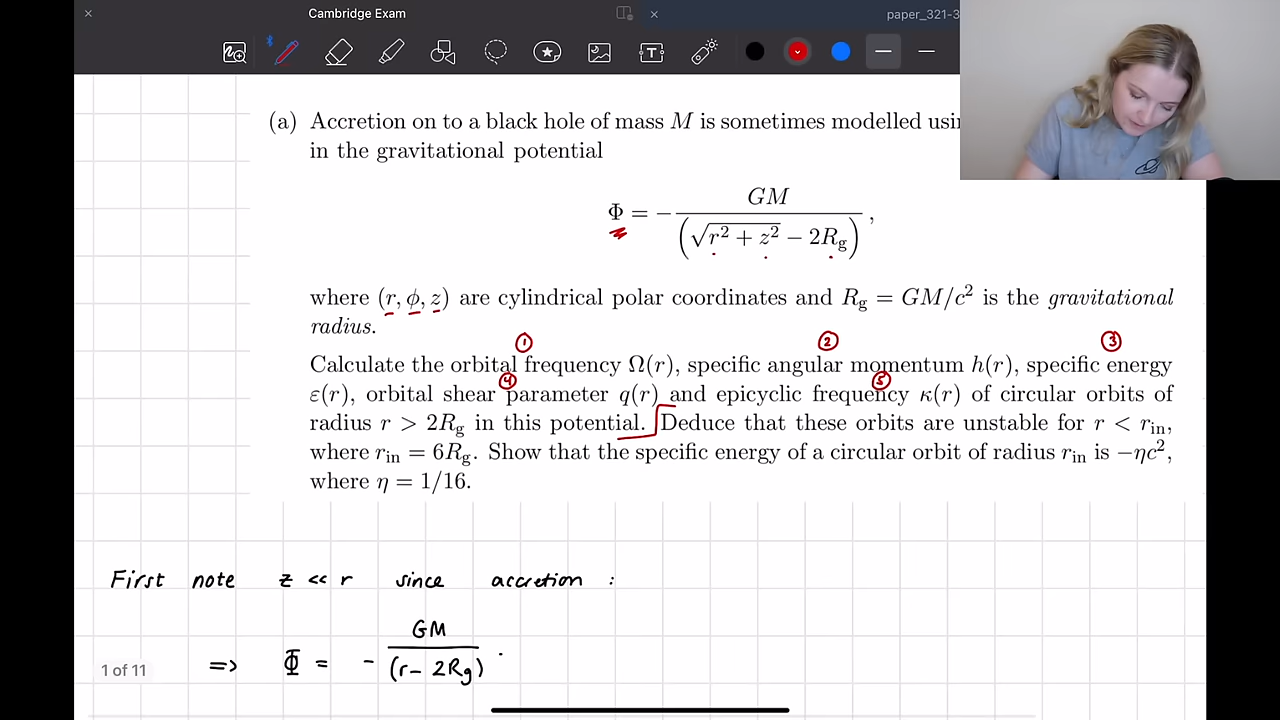 Cambridge Exam
paper_321-3
(a) Accretion on to a black hole of mass M is sometimes modelled
in the gravitational potential
Φ = − GM / (√(r² + z²) − 2R_g) ,
where (r, ϕ, z) are cylindrical polar coordinates and R_g = GM/c² is the gravitational
radius.
① ② ③
Calculate the orbital frequency Ω(r), specific angular momentum h(r), specific energy
④ ⑤
ε(r), orbital shear parameter q(r) and epicyclic frequency κ(r) of circular orbits of
radius r > 2R_g in this potential. Deduce that these orbits are unstable for r < r_in,
where r_in = 6R_g. Show that the specific energy of a circular orbit of radius r_in is −ηc²,
where η = 1/16.
First note z << r since accretion :
=> Φ = - GM / (r - 2Rg) .
1 of 11